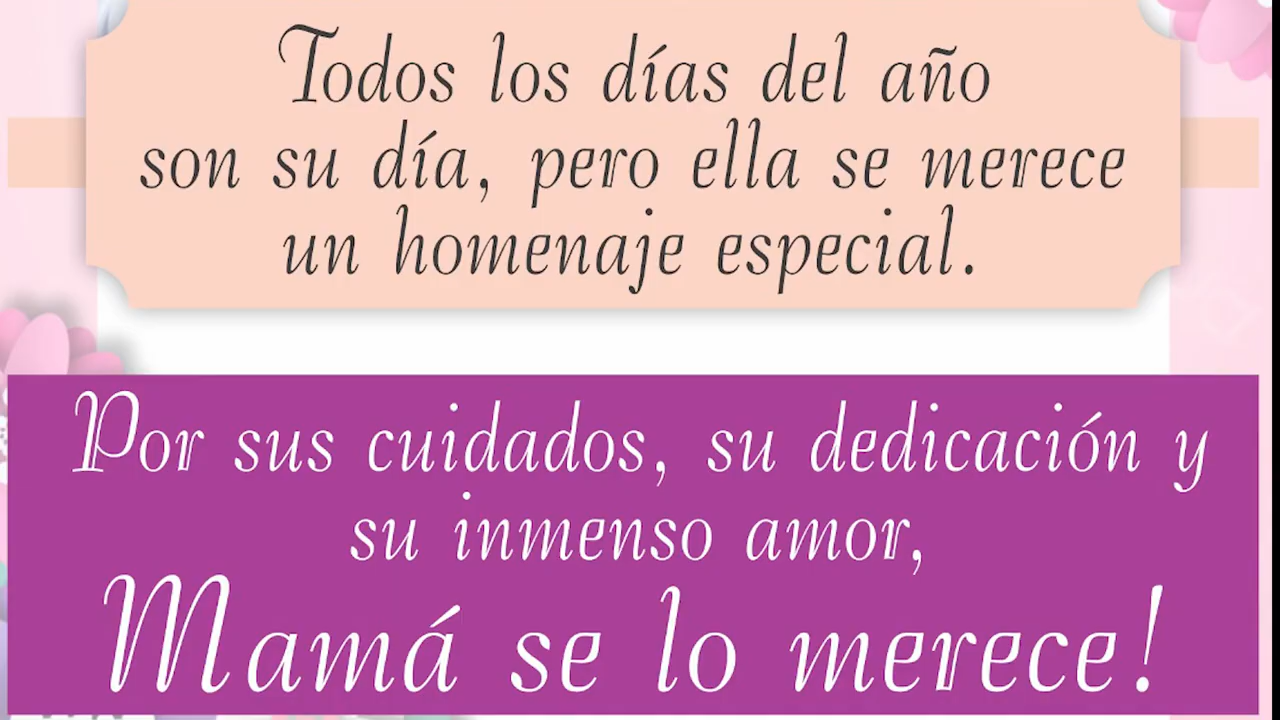 Todos los días del año
son su día, pero ella se merece
un homenaje especial.
Por sus cuidados, su dedicación y
su inmenso amor,
Mamá se lo merece!